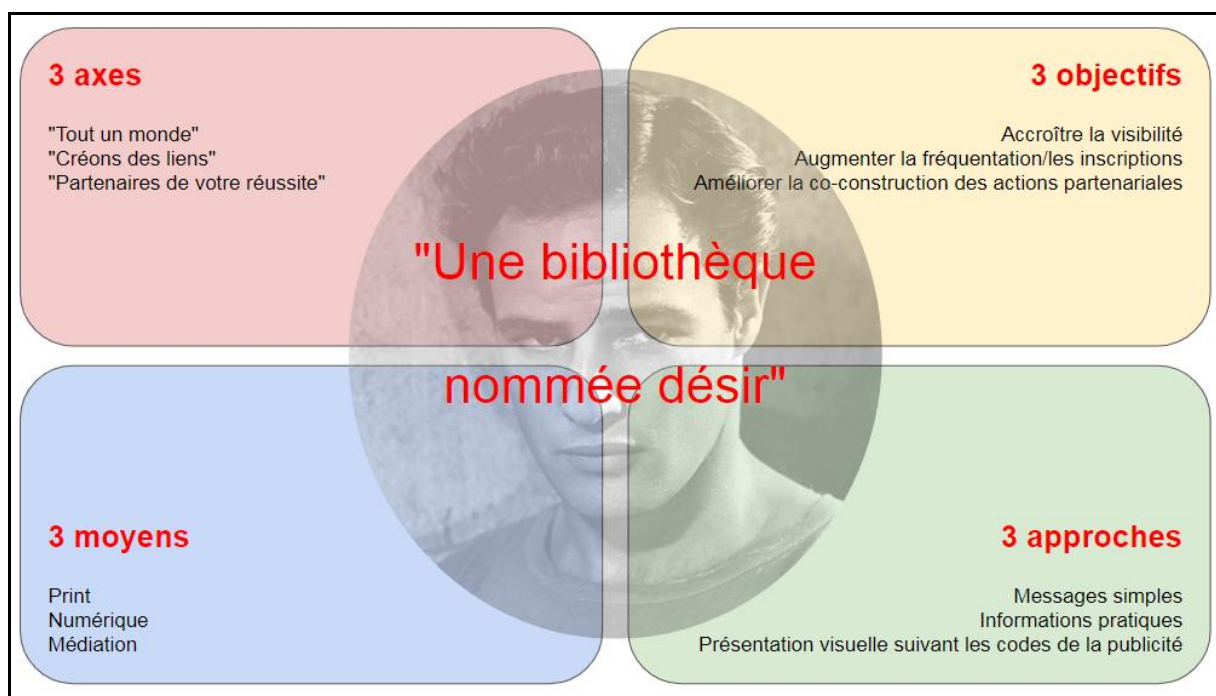 3 axes
"Tout un monde"
"Créons des liens"
"Partenaires de votre réussite"
3 objectifs
Accroître la visibilité
Augmenter la fréquentation/les inscriptions
Améliorer la co-construction des actions partenariales
"Une bibliothèque
nommée désir"
3 moyens
Print
Numérique
Médiation
3 approches
Messages simples
Informations pratiques
Présentation visuelle suivant les codes de la publicité